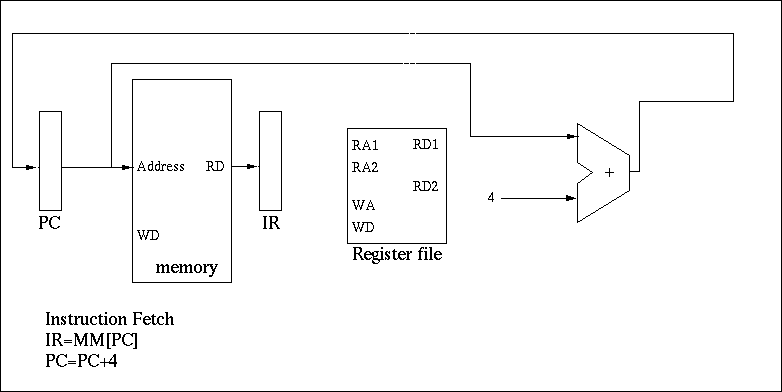 Address RD
WD
memory
PC
IR
RA1 RD1
RA2
RD2
WA
WD
Register file
4
+
Instruction Fetch
IR=MM[PC]
PC=PC+4